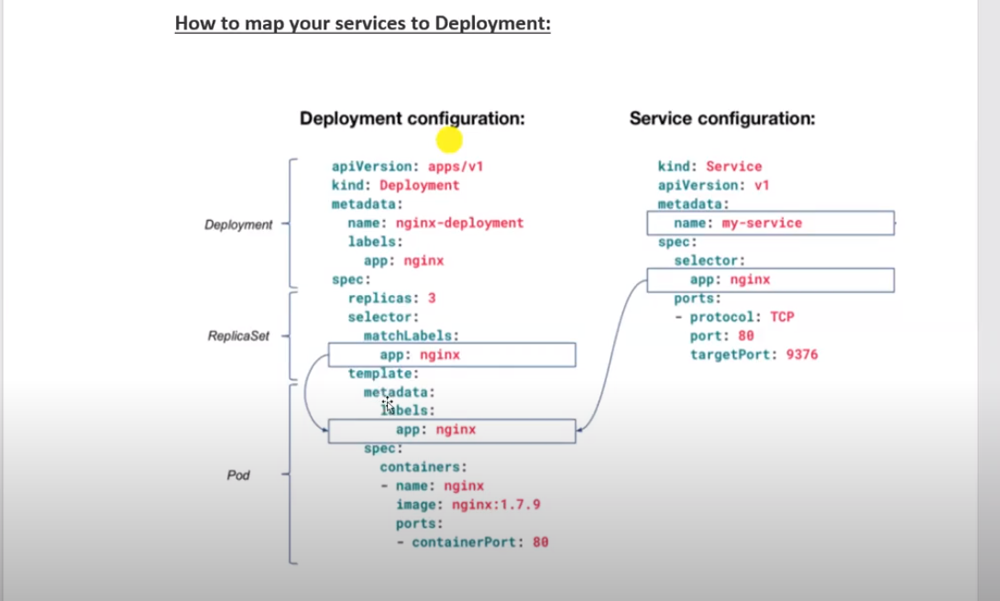 How to map your services to Deployment:
Deployment configuration:
apiVersion: apps/v1
kind: Deployment
metadata:
name: nginx-deployment
labels:
app: nginx
spec:
replicas: 3
selector:
matchLabels:
app: nginx
template:
metadata:
labels:
app: nginx
spec:
containers:
- name: nginx
image: nginx:1.7.9
ports:
- containerPort: 80
Deployment
ReplicaSet
Pod
Service configuration:
kind: Service
apiVersion: v1
metadata:
name: my-service
spec:
selector:
app: nginx
ports:
- protocol: TCP
port: 80
targetPort: 9376